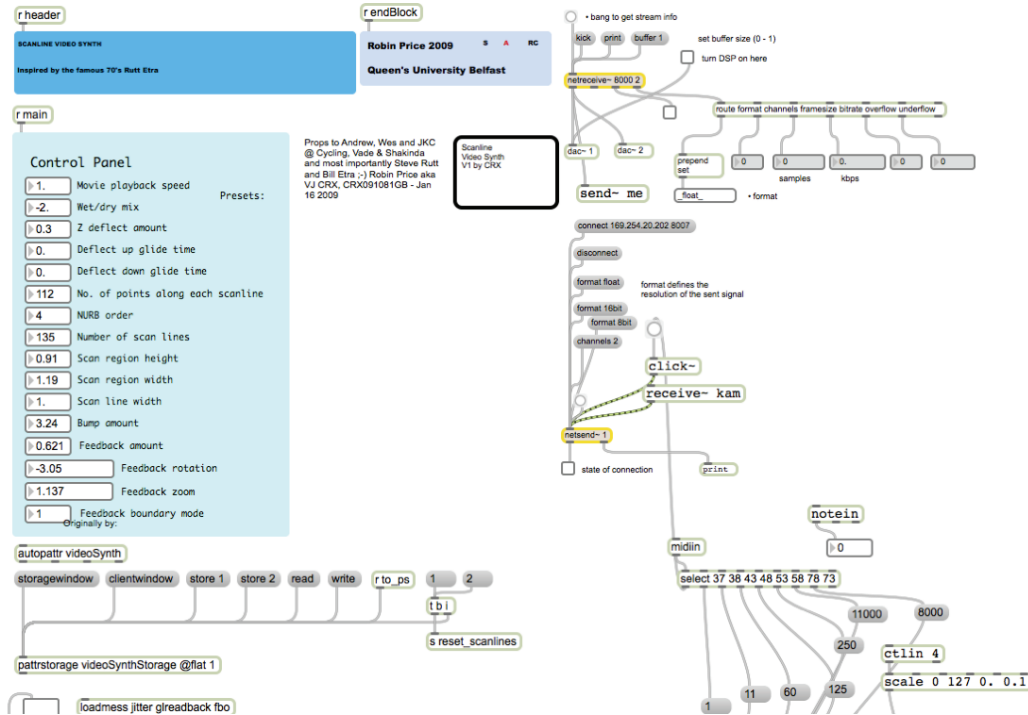 r header
SCANLINE VIDEO SYNTH
Inspired by the famous 70's Rutt Etra
r endBlock
Robin Price 2009 S A RC
Queen's University Belfast
r main
Control Panel
Presets:
1. Movie playback speed
-2. Wet/dry mix
0.3 Z deflect amount
0. Deflect up glide time
0. Deflect down glide time
112 No. of points along each scanline
4 NURB order
135 Number of scan lines
0.91 Scan region height
1.19 Scan region width
1. Scan line width
3.24 Bump amount
0.621 Feedback amount
-3.05 Feedback rotation
1.137 Feedback zoom
1 Feedback boundary mode
Originally by:
Props to Andrew, Wes and JKC
@ Cycling, Vade & Shakinda
and most importantly Steve Rutt
and Bill Etra ;-) Robin Price aka
VJ CRX, CRX091081GB - Jan
16 2009
Scanline
Video Synth
V1 by CRX
autopattr videoSynth
storagewindow clientwindow store 1 store 2 read write r to_ps 1 2
t b i
s reset_scanlines
pattrstorage videoSynthStorage @flat 1
loadmess jitter glreadback fbo
• bang to get stream info
kick print buffer 1
set buffer size (0 - 1)
turn DSP on here
netreceive~ 8000 2
route format channels framesize bitrate overflow underflow
dac~ 1 dac~ 2
prepend
set
0 0 0. 0 0
samples kbps
send~ me
_float_ • format
connect 169.254.20.202 8007
disconnect
format float
format defines the
resolution of the sent signal
format 16bit
format 8bit
channels 2
click~
receive~ kam
netsend~ 1
state of connection
print
notein
0
midiin
select 37 38 43 48 53 58 78 73
11000 8000
250
ctlin 4
scale 0 127 0. 0.1
1 11 60 125